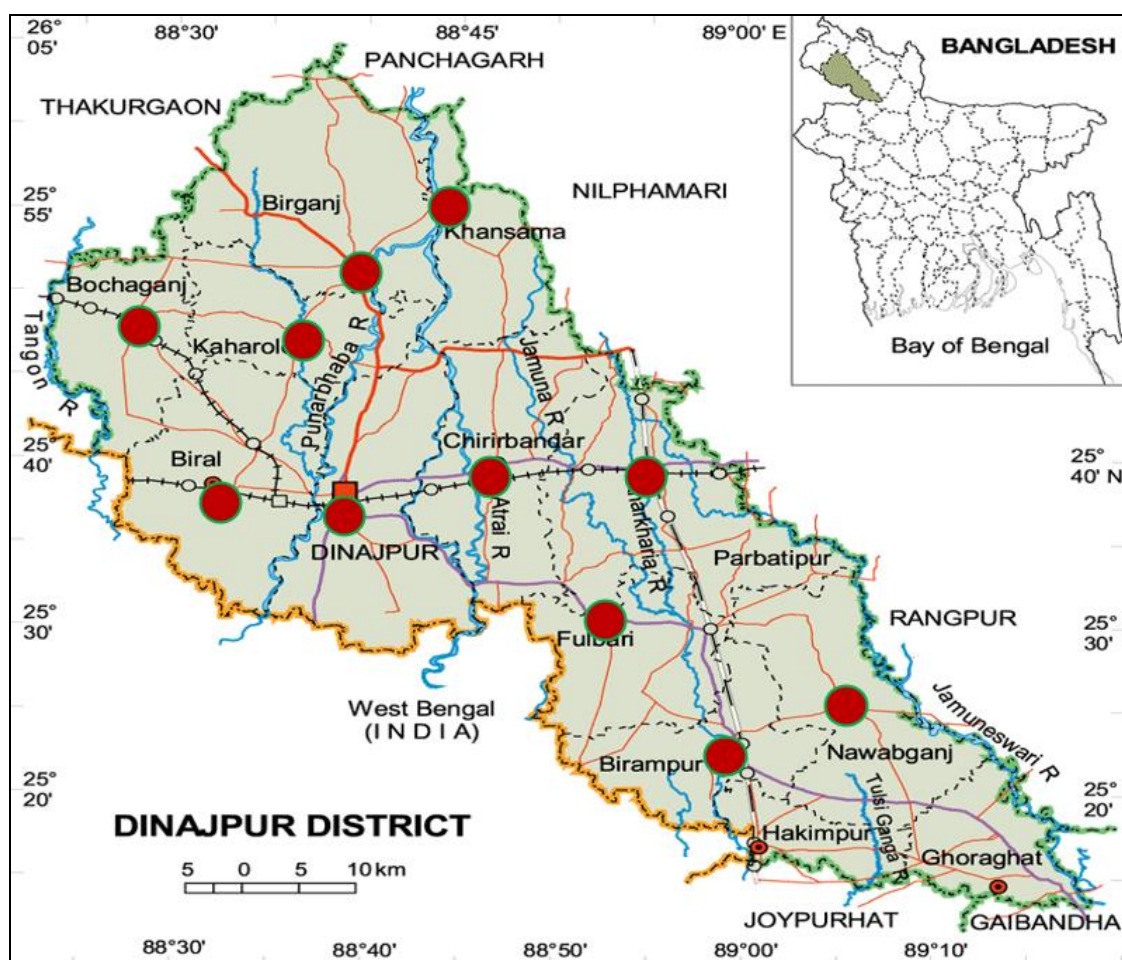 26°
05'
88°30'
88°45'
89°00' E
BANGLADESH
PANCHAGARH
THAKURGAON
NILPHAMARI
25°
55'
Birganj
Khansama
Bochaganj
Kaharol
Tangon R
Punarbhaba R
Jamuna R
Bay of Bengal
25°
40'
Biral
Chirirbandar
25°
40' N
DINAJPUR
Atrai R
harkharia R
Parbatipur
25°
30'
Fulbari
RANGPUR
25°
30'
West Bengal
(INDIA)
Jamuneswari R
25°
20'
Birampur
Nawabganj
25°
20'
DINAJPUR DISTRICT
Tulsi Ganga R
Hakimpur
Ghoraghat
5 0 5 10 km
JOYPURHAT
GAIBANDHA
88°30'
88°40'
88°50'
89°00'
89°10'